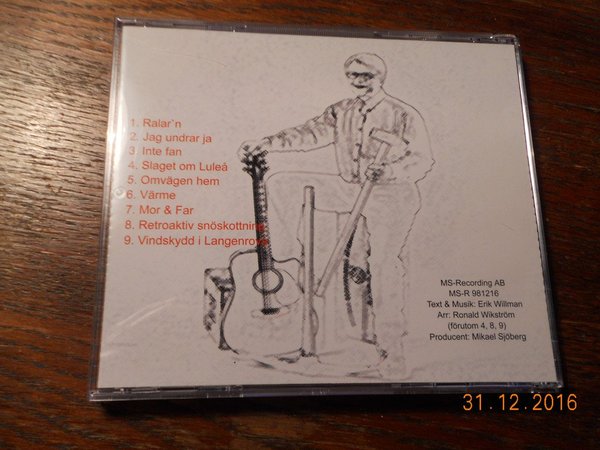 1. Ralar`n
2. Jag undrar ja
3. Inte fan
4. Slaget om Luleå
5. Omvägen hem
6. Värme
7. Mor & Far
8. Retroaktiv snöskottning
9. Vindskydd i Langenroys
MS-Recording AB
MS-R 981216
Text & Musik: Erik Willman
Arr: Ronald Wikström
(förutom 4, 8, 9)
Producent: Mikael Sjöberg
31.12.2016